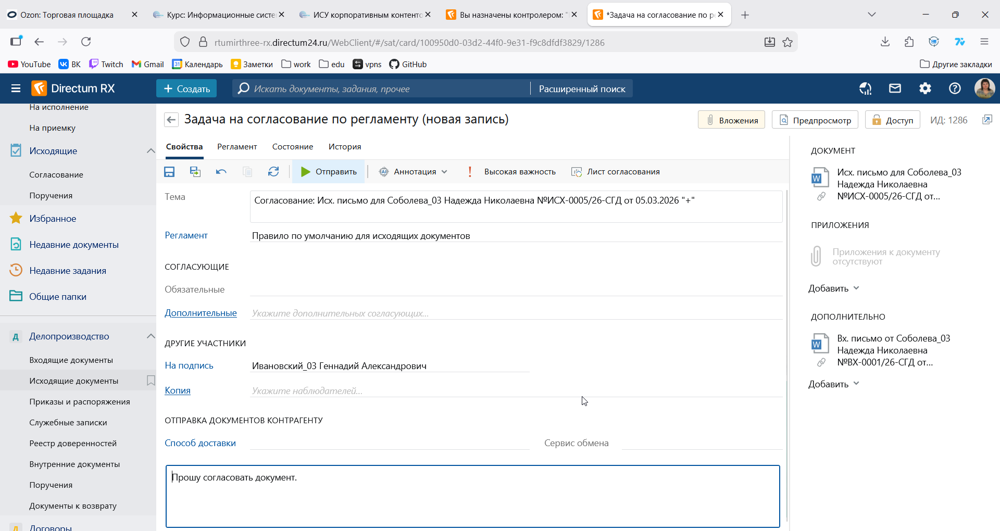 Ozon: Торговая площадка
Курс: Информационные систе
ИСУ корпоративным контенто
Вы назначены контролером: "
*Задача на согласование по р
rtumirthree-rx.directum24.ru/WebClient/#/sat/card/100950d0-03d2-44f0-9e31-f9c8dfdf3829/1286
YouTube
ВК
Twitch
Gmail
31 Календарь
Заметки
work
edu
vpns
GitHub
Другие закладки
Directum RX
+ Создать
Искать документы, задания, прочее
Расширенный поиск
На исполнение
На приемку
Исходящие
Согласование
Поручения
Избранное
Недавние документы
Недавние задания
Общие папки
Д Делопроизводство
Входящие документы
Исходящие документы
Приказы и распоряжения
Служебные записки
Реестр доверенностей
Внутренние документы
Поручения
Документы к возврату
Д Договоры
Задача на согласование по регламенту (новая запись)
Вложения
Предпросмотр
Доступ
ИД: 1286
Свойства
Регламент
Состояние
История
Отправить
AI Аннотация
Высокая важность
Лист согласования
Тема
Согласование: Исх. письмо для Соболева_03 Надежда Николаевна №ИСХ-0005/26-СГД от 05.03.2026 "+"
Регламент
Правило по умолчанию для исходящих документов
СОГЛАСУЮЩИЕ
Обязательные
Дополнительные
Укажите дополнительных согласующих...
ДРУГИЕ УЧАСТНИКИ
На подпись
Ивановский_03 Геннадий Александрович
Копия
Укажите наблюдателей...
ОТПРАВКА ДОКУМЕНТОВ КОНТРАГЕНТУ
Способ доставки
Сервис обмена
Прошу согласовать документ.
ДОКУМЕНТ
W
Исх. письмо для Соболева_03
Надежда Николаевна
№ИСХ-0005/26-СГД от...
ПРИЛОЖЕНИЯ
Приложения к документу
отсутствуют
Добавить
ДОПОЛНИТЕЛЬНО
W
Вх. письмо от Соболева_03
Надежда Николаевна
№ВХ-0001/26-СГД от...
Добавить